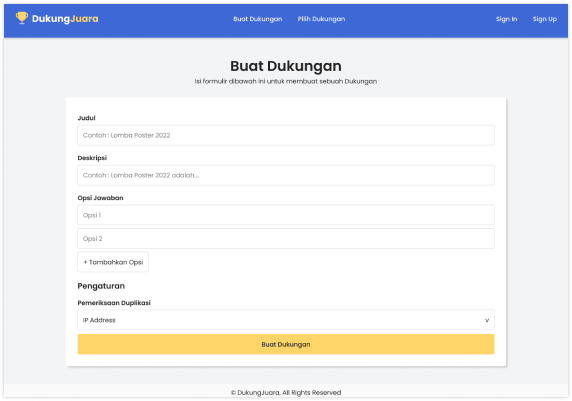 DukungJuara
Buat Dukungan
Pilih Dukungan
Sign In
Sign Up
Buat Dukungan
Isi formulir dibawah ini untuk membuat sebuah Dukungan
Judul
Contoh : Lomba Poster 2022
Deskripsi
Contoh : Lomba Poster 2022 adalah...
Opsi Jawaban
Opsi 1
Opsi 2
+ Tambahkan Opsi
Pengaturan
Pemeriksaan Duplikasi
IP Address
v
Buat Dukungan
© DukungJuara, All Rights Reserved